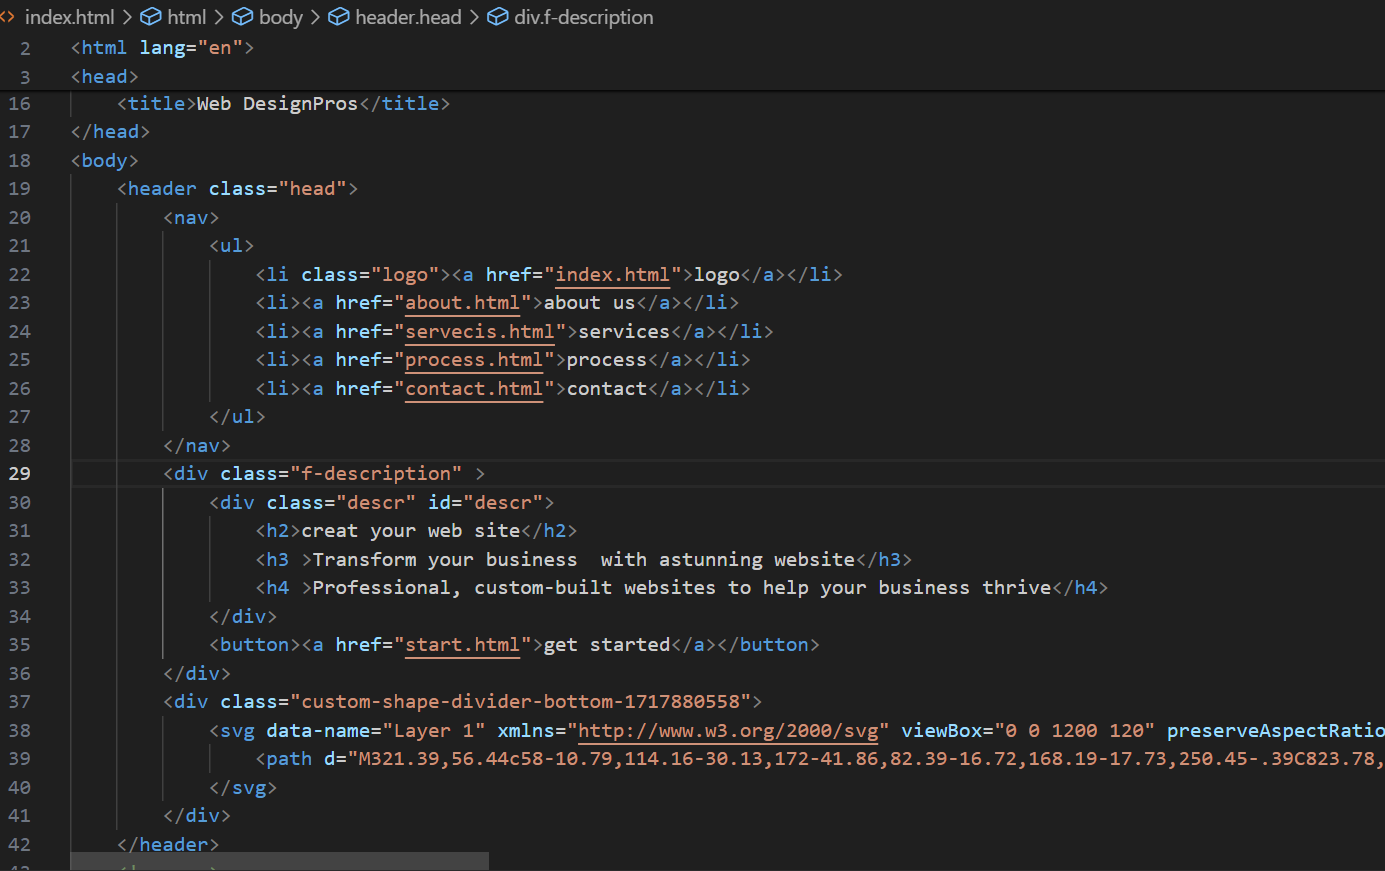 index.html > html > body > header.head > div.f-description
2 <html lang="en">
3 <head>
16 <title>Web DesignPros</title>
17 </head>
18 <body>
19 <header class="head">
20 <nav>
21 <ul>
22 <li class="logo"><a href="index.html">logo</a></li>
23 <li><a href="about.html">about us</a></li>
24 <li><a href="servecis.html">services</a></li>
25 <li><a href="process.html">process</a></li>
26 <li><a href="contact.html">contact</a></li>
27 </ul>
28 </nav>
29 <div class="f-description" >
30 <div class="descr" id="descr">
31 <h2>creat your web site</h2>
32 <h3 >Transform your business  with astunning website</h3>
33 <h4 >Professional, custom-built websites to help your business thrive</h4>
34 </div>
35 <button><a href="start.html">get started</a></button>
36 </div>
37 <div class="custom-shape-divider-bottom-1717880558">
38 <svg data-name="Layer 1" xmlns="http://www.w3.org/2000/svg" viewBox="0 0 1200 120" preserveAspectRatio
39 <path d="M321.39,56.44c58-10.79,114.16-30.13,172-41.86,82.39-16.72,168.19-17.73,250.45-.39C823.78,
40 </svg>
41 </div>
42 </header>